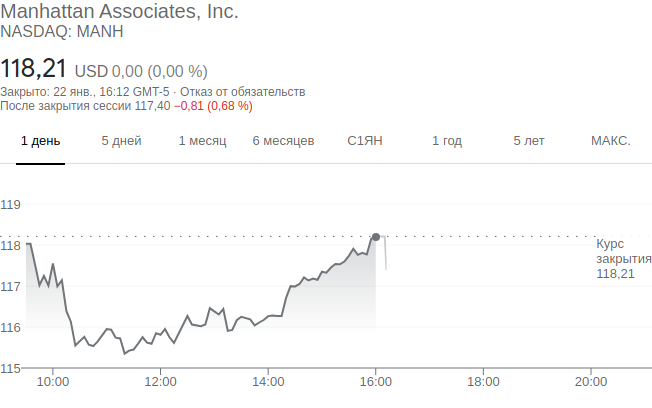 Manhattan Associates, Inc.
NASDAQ: MANH
118,21 USD 0,00 (0,00 %)
Закрыто: 22 янв., 16:12 GMT-5 · Отказ от обязательств
После закрытия сессии 117,40 −0,81 (0,68 %)
1 день 5 дней 1 месяц 6 месяцев С1ЯН 1 год 5 лет МАКС.
119
118
117
116
115
Курс
закрытия
118,21
10:00 12:00 14:00 16:00 18:00 20:00